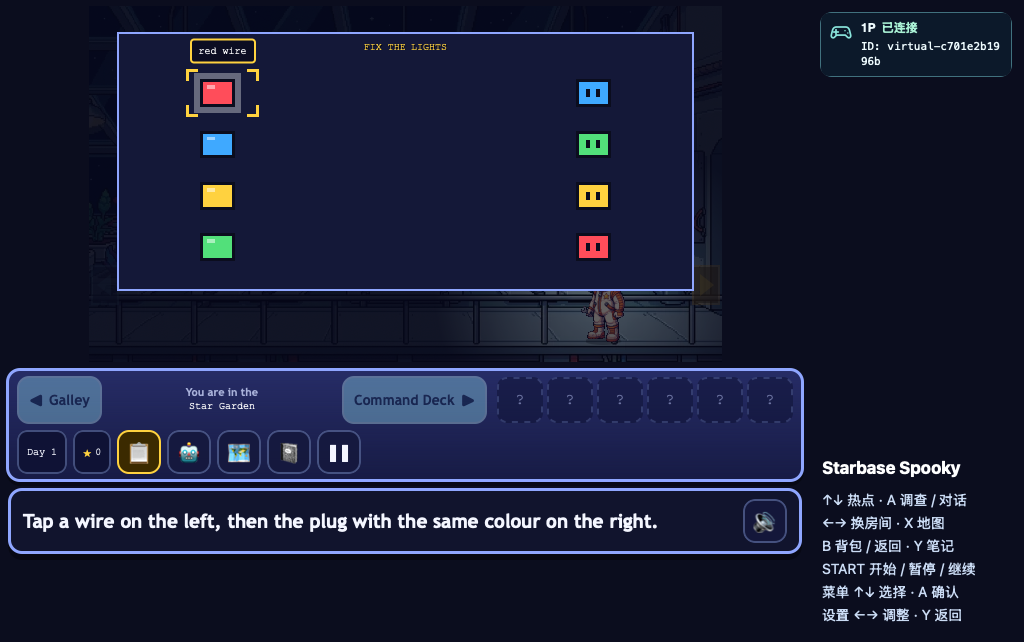 red wire
FIX THE LIGHTS
1P 已连接
ID: virtual-c701e2b19
96b
◀ Galley
You are in the
Star Garden
Command Deck ▶
? ? ? ? ? ?
Day 1
★ 0
Tap a wire on the left, then the plug with the same colour on the right.
Starbase Spooky
↑↓ 热点 · A 调查 / 对话
←→ 换房间 · X 地图
B 背包 / 返回 · Y 笔记
START 开始 / 暂停 / 继续
菜单 ↑↓ 选择 · A 确认
设置 ←→ 调整 · Y 返回